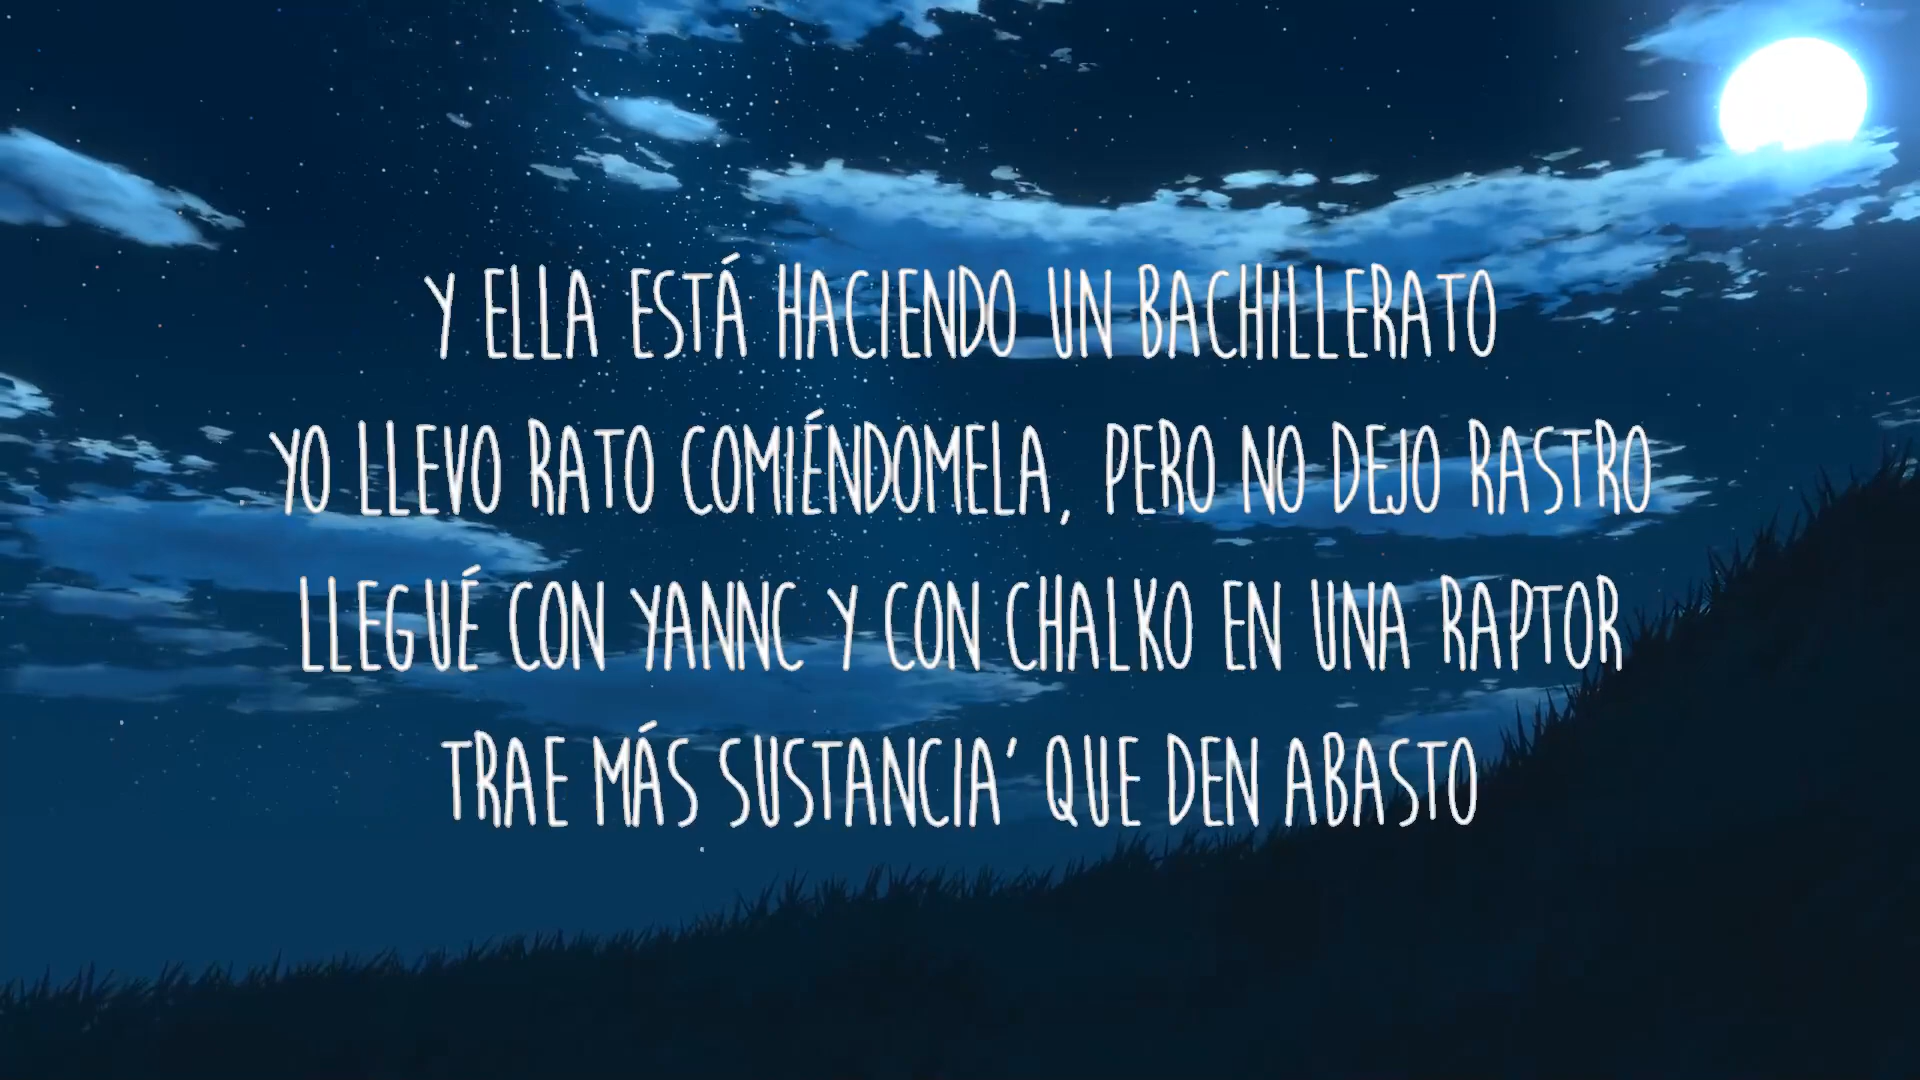 Y ELLA ESTÁ HACIENDO UN BACHILLERATO
YO LLEVO RATO COMIÉNDOMELA, PERO NO DEJO RASTRO
LLEGUÉ CON YANNC Y CON CHALKO EN UNA RAPTOR
TRAE MÁS SUSTANCIA' QUE DEN ABASTO